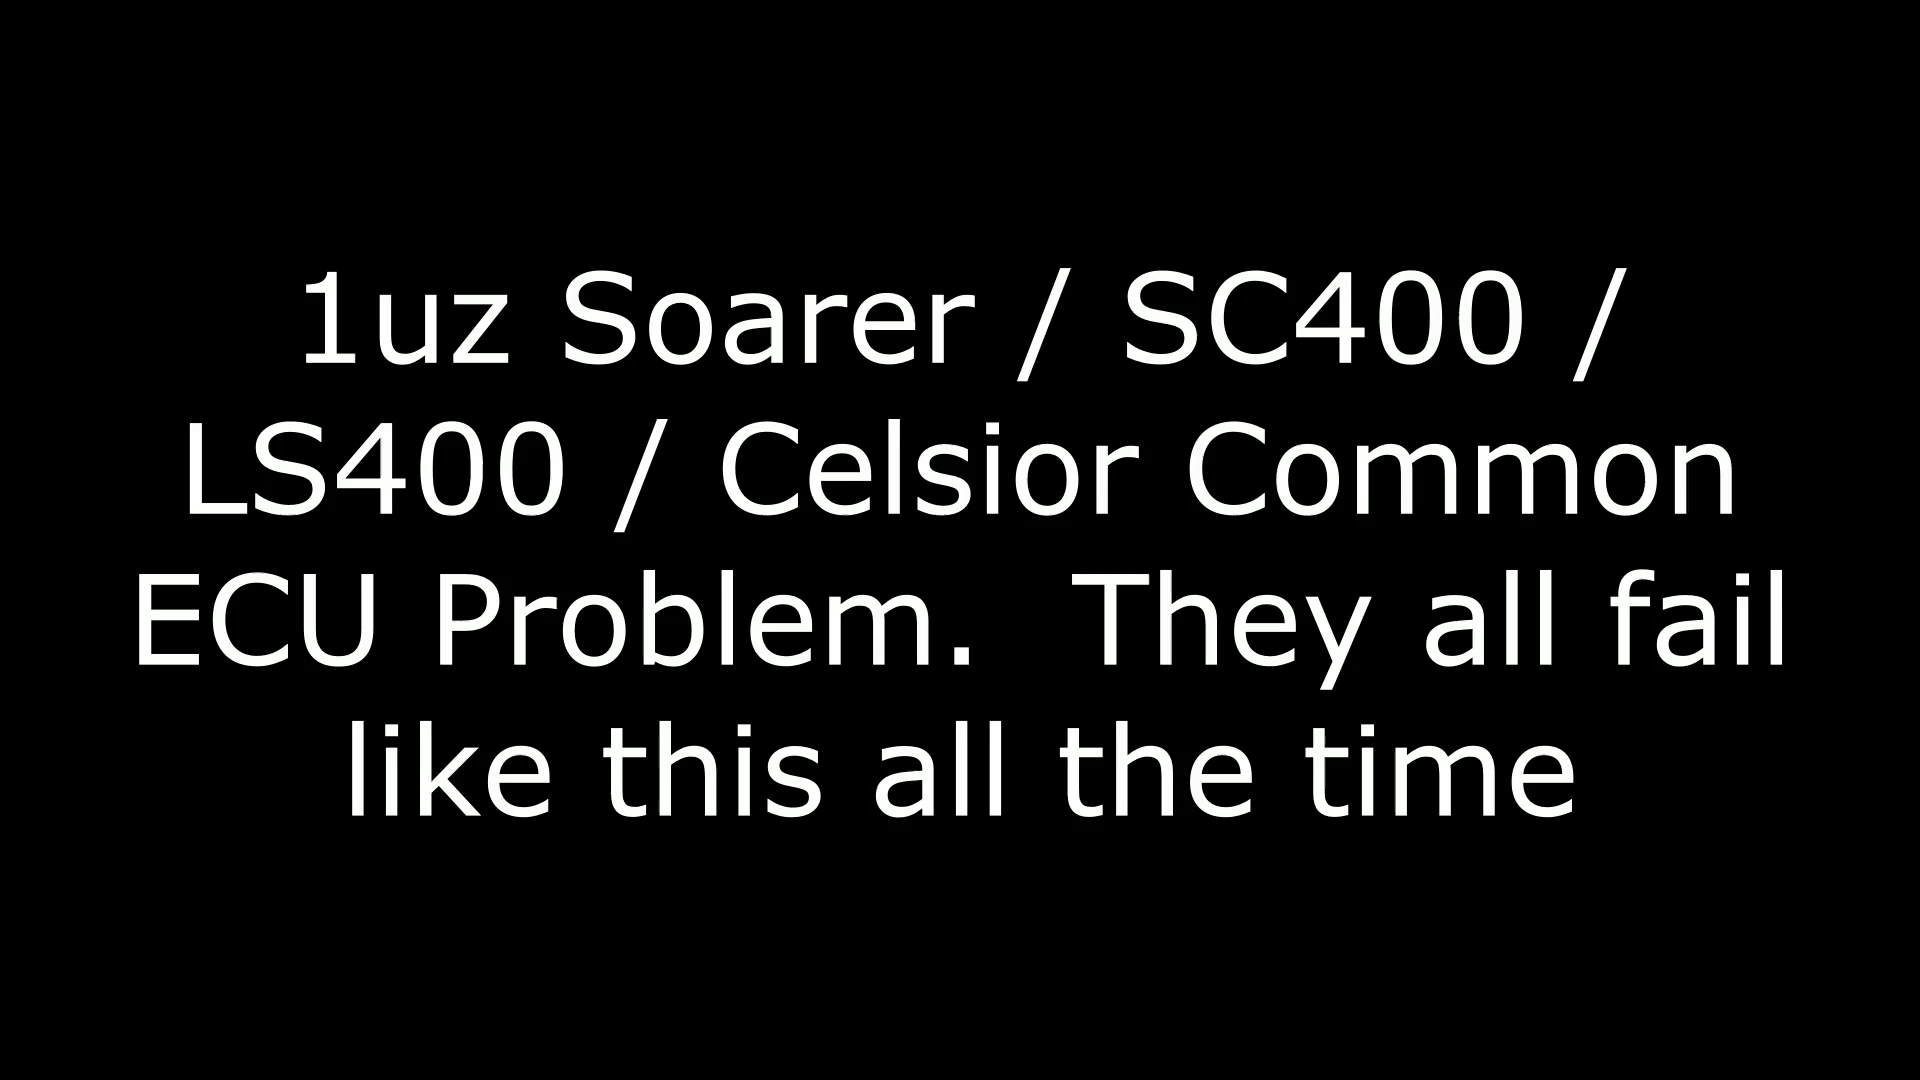 1uz Soarer / SC400 /
LS400 / Celsior Common
ECU Problem.  They all fail
like this all the time